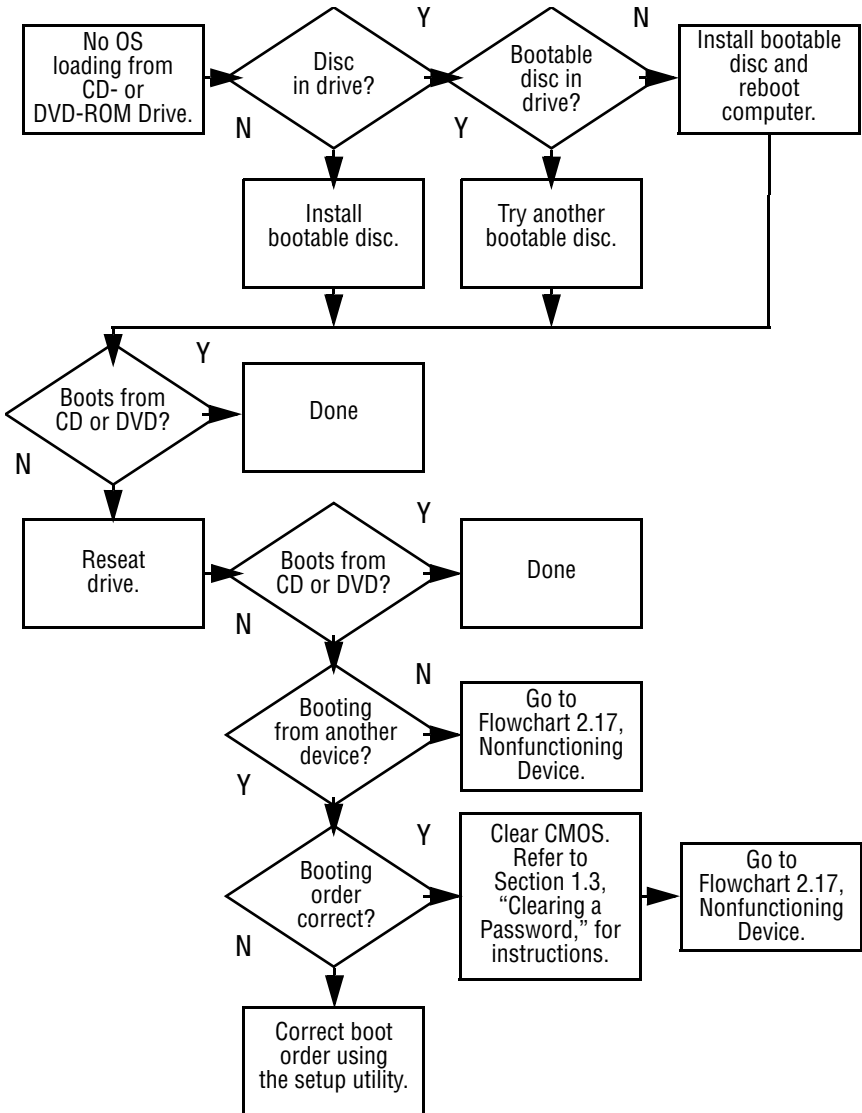 No OS
loading from
CD- or
DVD-ROM Drive.
Disc
in drive?
Y
N
Bootable
disc in
drive?
N
Y
Install bootable
disc and
reboot
computer.
Install
bootable disc.
Try another
bootable disc.
Boots from
CD or DVD?
Y
N
Done
Reseat
drive.
Boots from
CD or DVD?
Y
N
Done
Booting
from another
device?
N
Y
Go to
Flowchart 2.17,
Nonfunctioning
Device.
Booting
order
correct?
Y
N
Clear CMOS.
Refer to
Section 1.3,
“Clearing a
Password,” for
instructions.
Go to
Flowchart 2.17,
Nonfunctioning
Device.
Correct boot
order using
the setup utility.